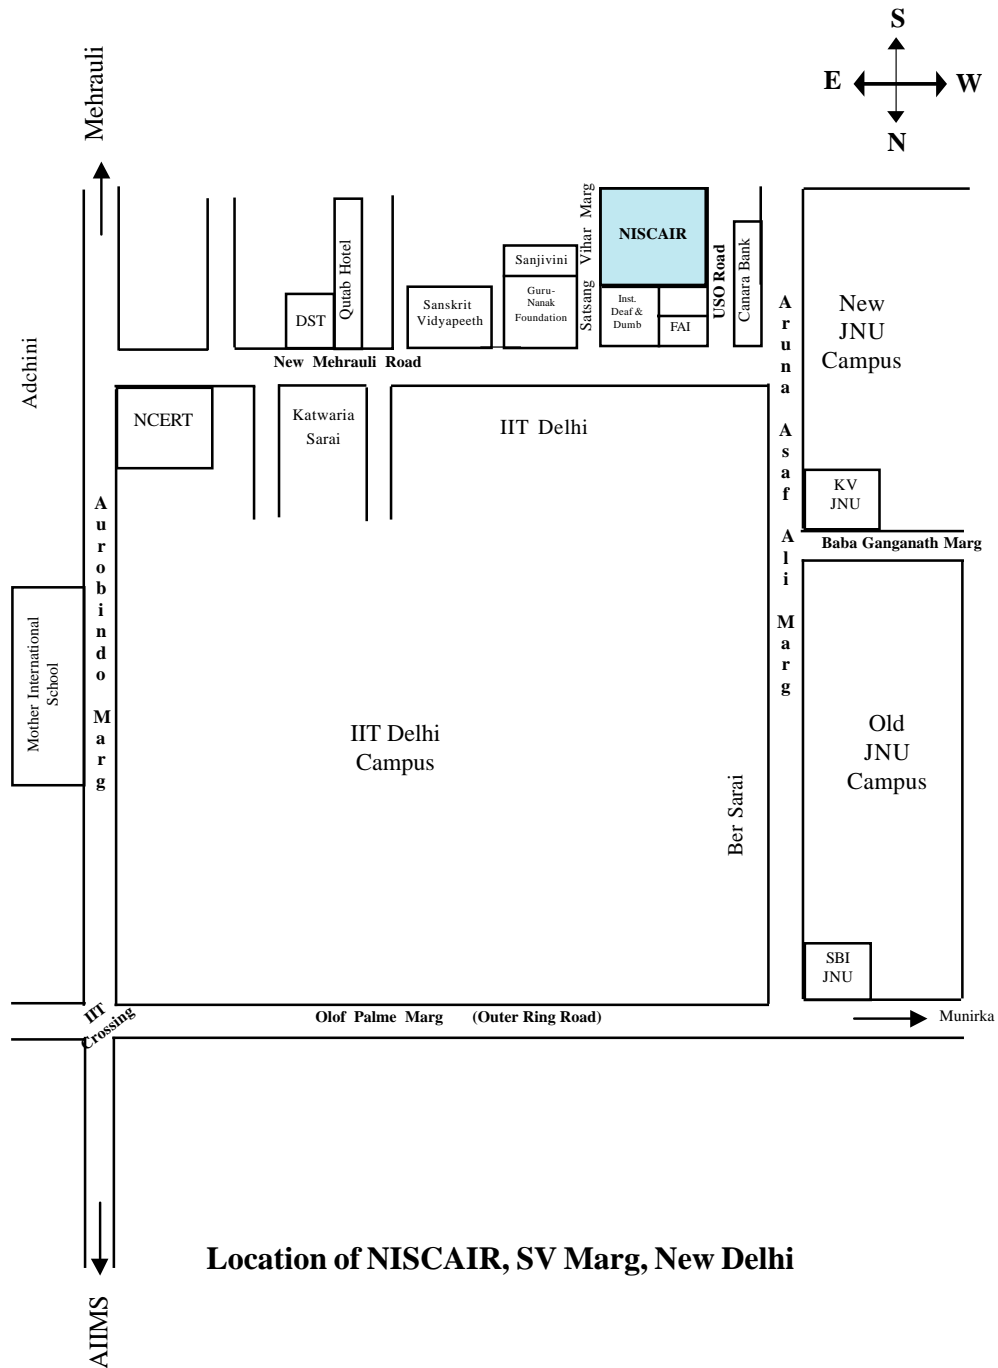 S
E W
N
Mehrauli
Adchini
NISCAIR
Satsang Vihar Marg
USO Road
Canara Bank
Sanjivini
Guru-
Nanak
Foundation
Inst.
Deaf &
Dumb
FAI
Sanskrit
Vidyapeeth
Qutab Hotel
DST
New Mehrauli Road
New
JNU
Campus
Aruna Asaf Ali Marg
NCERT
Katwaria
Sarai
IIT Delhi
KV
JNU
Baba Ganganath Marg
Aurobindo Marg
Mother International
School
IIT Delhi
Campus
Ber Sarai
Old
JNU
Campus
SBI
JNU
IIT
Crossing
Olof Palme Marg (Outer Ring Road)
Munirka
Location of NISCAIR, SV Marg, New Delhi
AIIMS